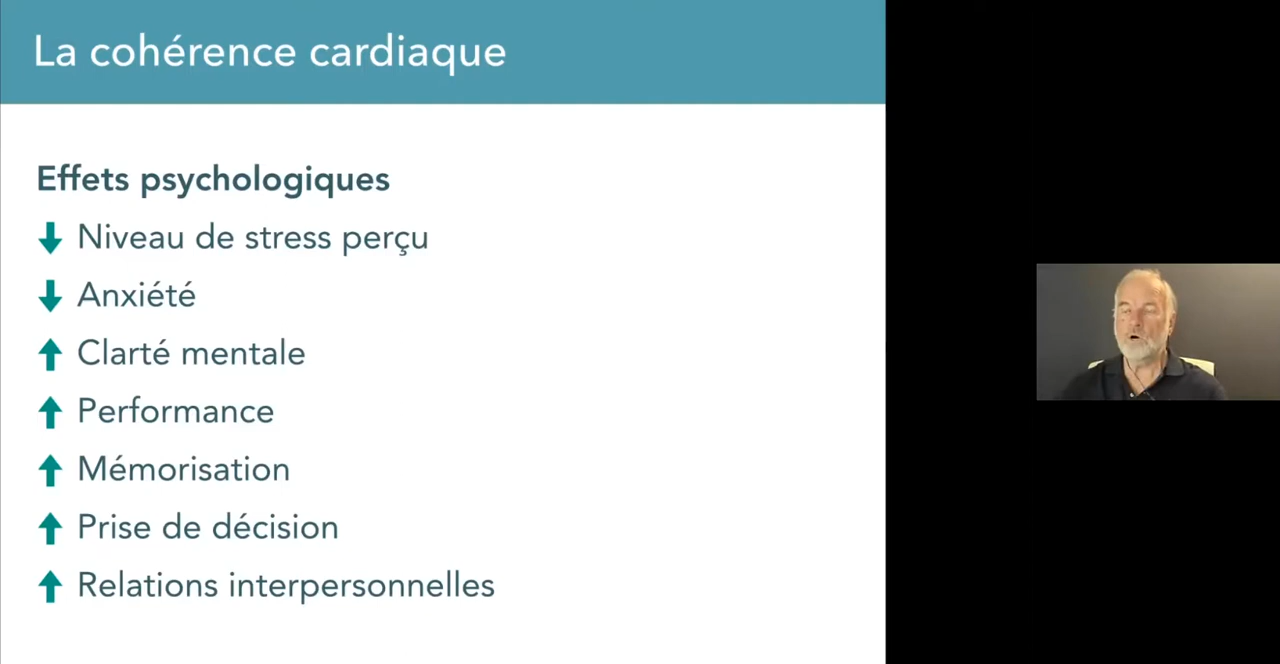 La cohérence cardiaque
Effets psychologiques
Niveau de stress perçu
Anxiété
Clarté mentale
Performance
Mémorisation
Prise de décision
Relations interpersonnelles